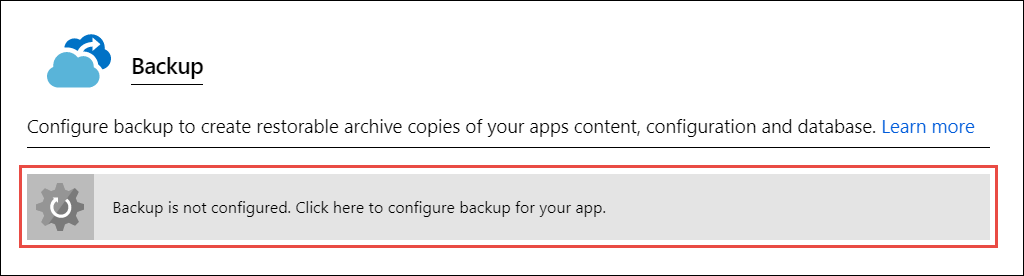 Backup
Configure backup to create restorable archive copies of your apps content, configuration and database. Learn more
Backup is not configured. Click here to configure backup for your app.